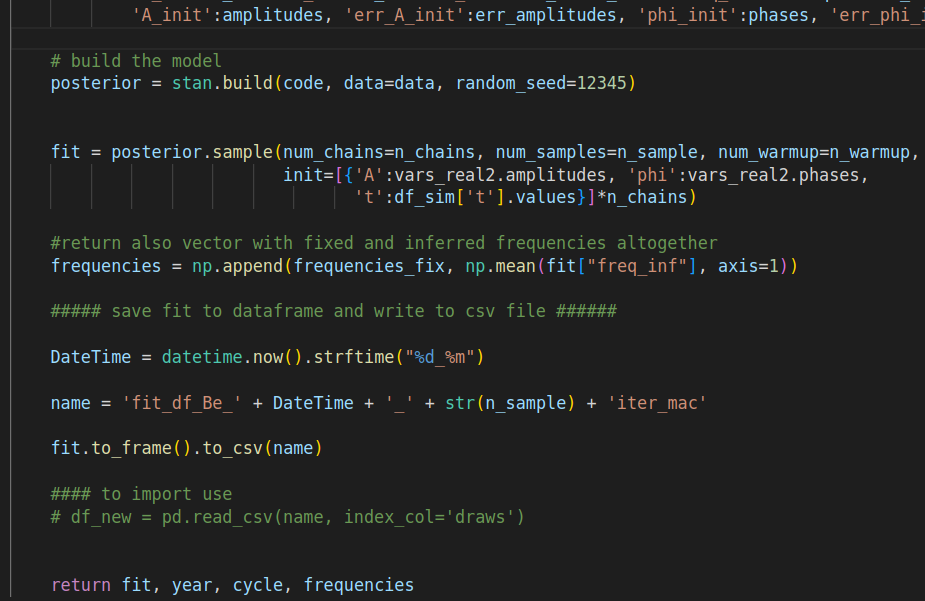 'A_init':amplitudes, 'err_A_init':err_amplitudes, 'phi_init':phases,
# build the model
posterior = stan.build(code, data=data, random_seed=12345)
fit = posterior.sample(num_chains=n_chains, num_samples=n_sample, num_warmup=n_warmup,
init=[{'A':vars_real2.amplitudes, 'phi':vars_real2.phases,
't':df_sim['t'].values}]*n_chains)
#return also vector with fixed and inferred frequencies altogether
frequencies = np.append(frequencies_fix, np.mean(fit["freq_inf"], axis=1))
##### save fit to dataframe and write to csv file ######
DateTime = datetime.now().strftime("%d_%m")
name = 'fit_df_Be_' + DateTime + '_' + str(n_sample) + 'iter_mac'
fit.to_frame().to_csv(name)
#### to import use
# df_new = pd.read_csv(name, index_col='draws')
return fit, year, cycle, frequencies